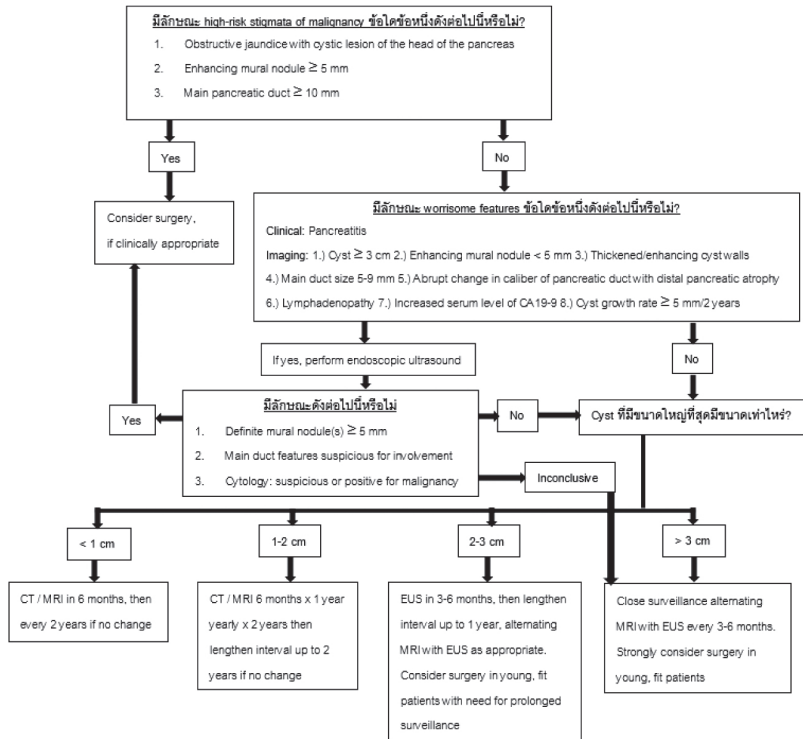 มีลักษณะ high-risk stigmata of malignancy ข้อใดข้อหนึ่งดังต่อไปนี้หรือไม่?
1. Obstructive jaundice with cystic lesion of the head of the pancreas
2. Enhancing mural nodule ≥ 5 mm
3. Main pancreatic duct ≥ 10 mm
Yes
No
Consider surgery,
if clinically appropriate
มีลักษณะ worrisome features ข้อใดข้อหนึ่งดังต่อไปนี้หรือไม่?
Clinical: Pancreatitis
Imaging: 1.) Cyst ≥ 3 cm 2.) Enhancing mural nodule < 5 mm 3.) Thickened/enhancing cyst walls
4.) Main duct size 5-9 mm 5.) Abrupt change in caliber of pancreatic duct with distal pancreatic atrophy
6.) Lymphadenopathy 7.) Increased serum level of CA19-9 8.) Cyst growth rate ≥ 5 mm/2 years
If yes, perform endoscopic ultrasound
No
มีลักษณะดังต่อไปนี้หรือไม่
1. Definite mural nodule(s) ≥ 5 mm
2. Main duct features suspicious for involvement
3. Cytology: suspicious or positive for malignancy
Yes
No
Cyst ที่มีขนาดใหญ่ที่สุดมีขนาดเท่าไหร่?
Inconclusive
< 1 cm
1-2 cm
2-3 cm
> 3 cm
CT / MRI in 6 months, then
every 2 years if no change
CT / MRI 6 months x 1 year
yearly x 2 years then
lengthen interval up to 2
years if no change
EUS in 3-6 months, then lengthen
interval up to 1 year, alternating
MRI with EUS as appropriate.
Consider surgery in young, fit
patients with need for prolonged
surveillance
Close surveillance alternating
MRI with EUS every 3-6 months.
Strongly consider surgery in
young, fit patients